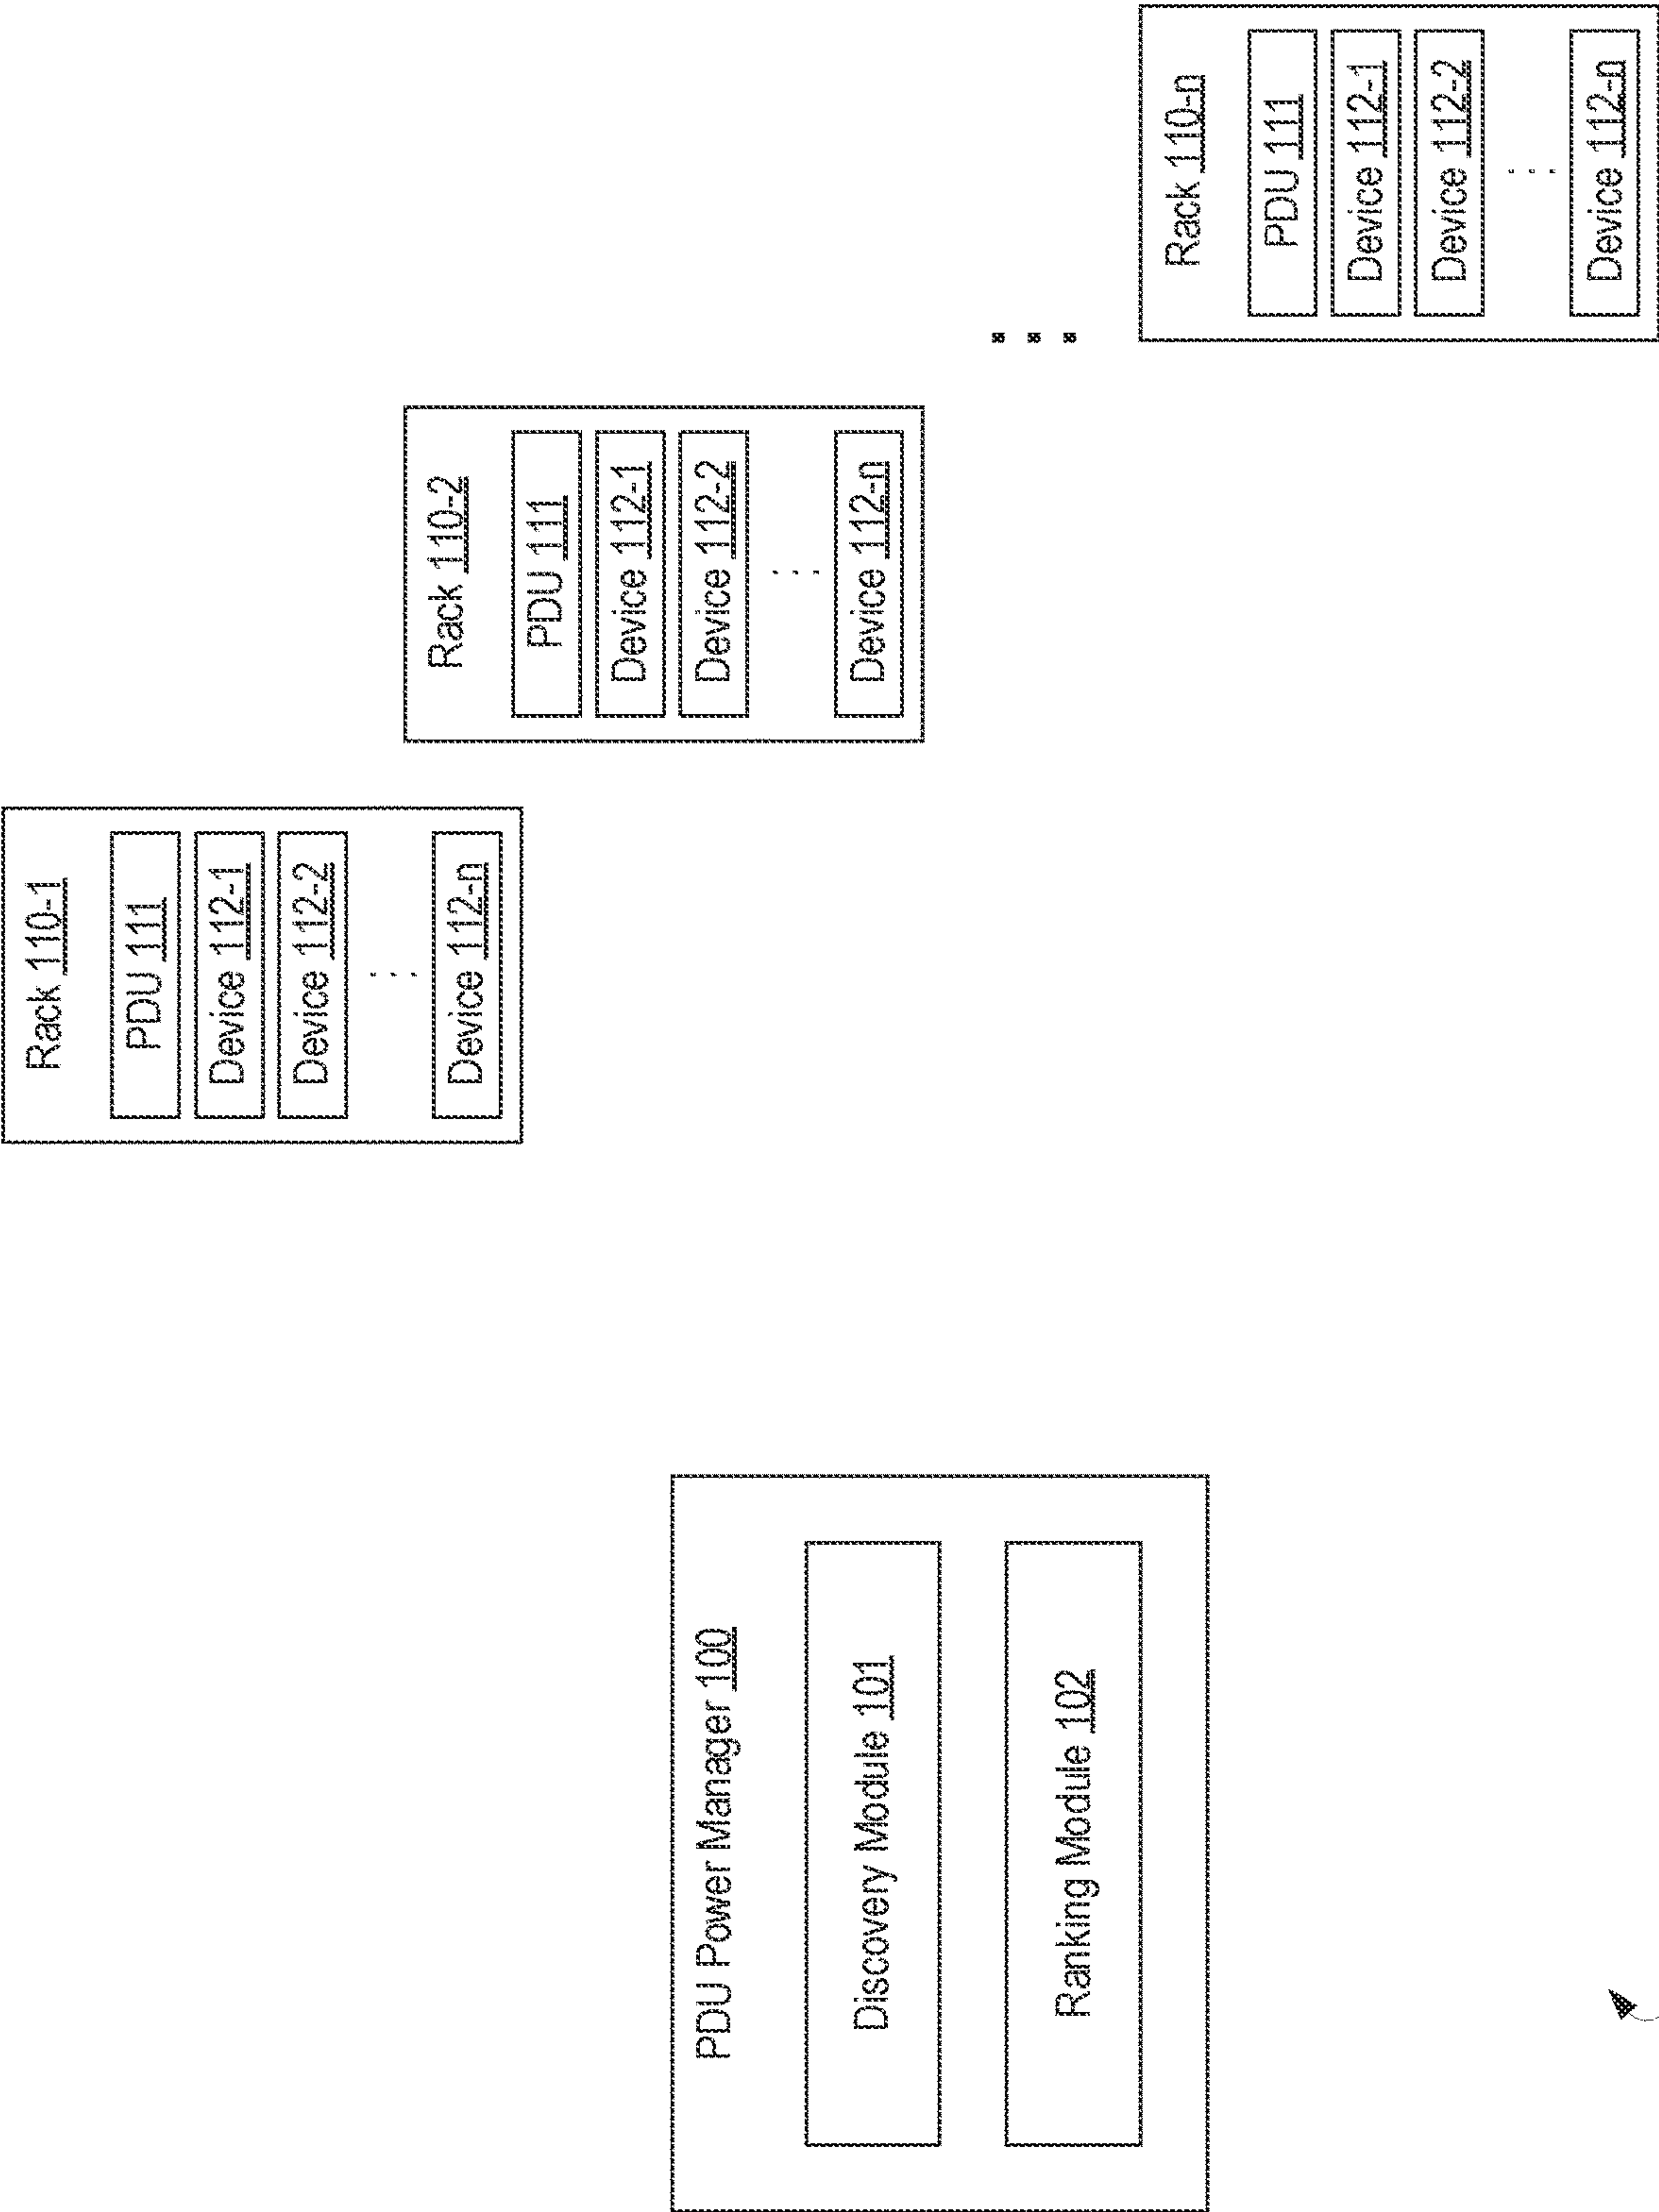 PDU Power Manager 100
Discovery Module 101
Ranking Module 102
Rack 110-1
PDU 111
Device 112-1
Device 112-2
. . .
Device 112-n
Rack 110-2
PDU 111
Device 112-1
Device 112-2
. . .
Device 112-n
. . .
Rack 110-n
PDU 111
Device 112-1
Device 112-2
. . .
Device 112-n